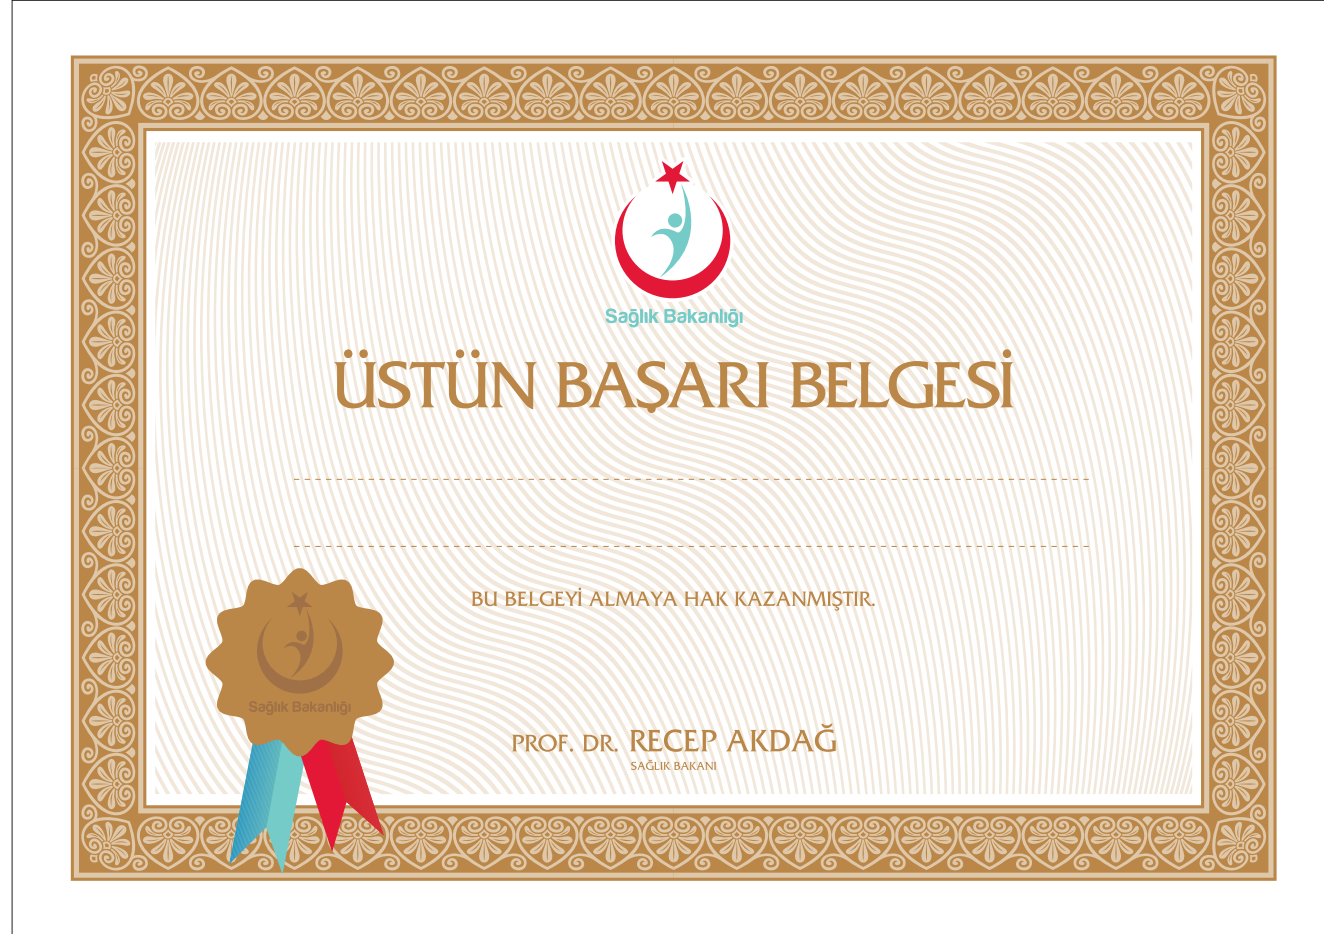 Sağlık Bakanlığı
ÜSTÜN BAŞARI BELGESİ
BU BELGEYİ ALMAYA HAK KAZANMIŞTIR.
Sağlık Bakanlığı
PROF. DR. RECEP AKDAĞ
SAĞLIK BAKANI